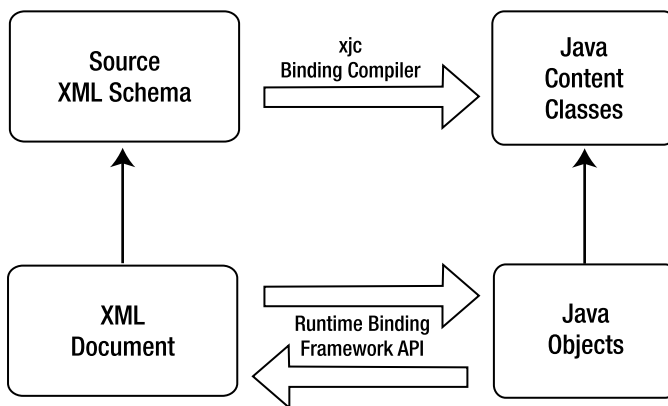 Source
XML Schema
xjc
Binding Compiler
Java
Content
Classes
XML
Document
Runtime Binding
Framework API
Java
Objects